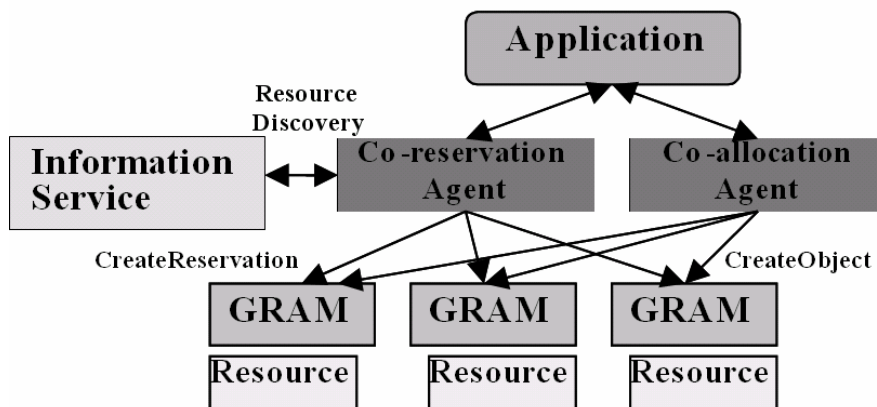 Application
Resource
Discovery
Information
Service
Co-reservation
Agent
Co-allocation
Agent
CreateReservation
CreateObject
GRAM
GRAM
GRAM
Resource
Resource
Resource